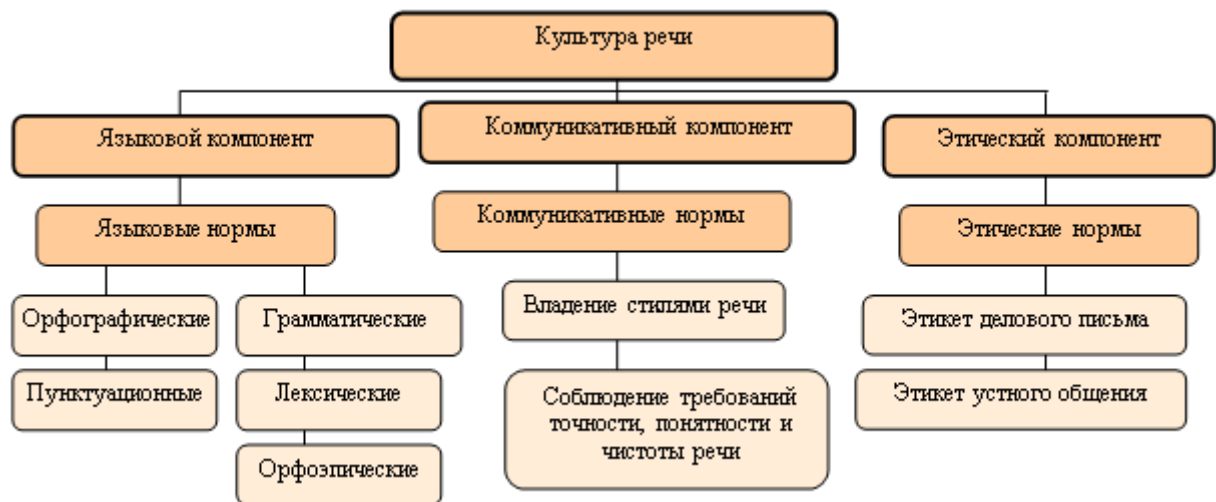 Культура речи
Языковой компонент
Коммуникативный компонент
Этический компонент
Языковые нормы
Коммуникативные нормы
Этические нормы
Орфографические
Грамматические
Владение стилями речи
Этикет делового письма
Пунктуационные
Лексические
Соблюдение требований
точности, понятности и
чистоты речи
Этикет устного общения
Орфоэпические